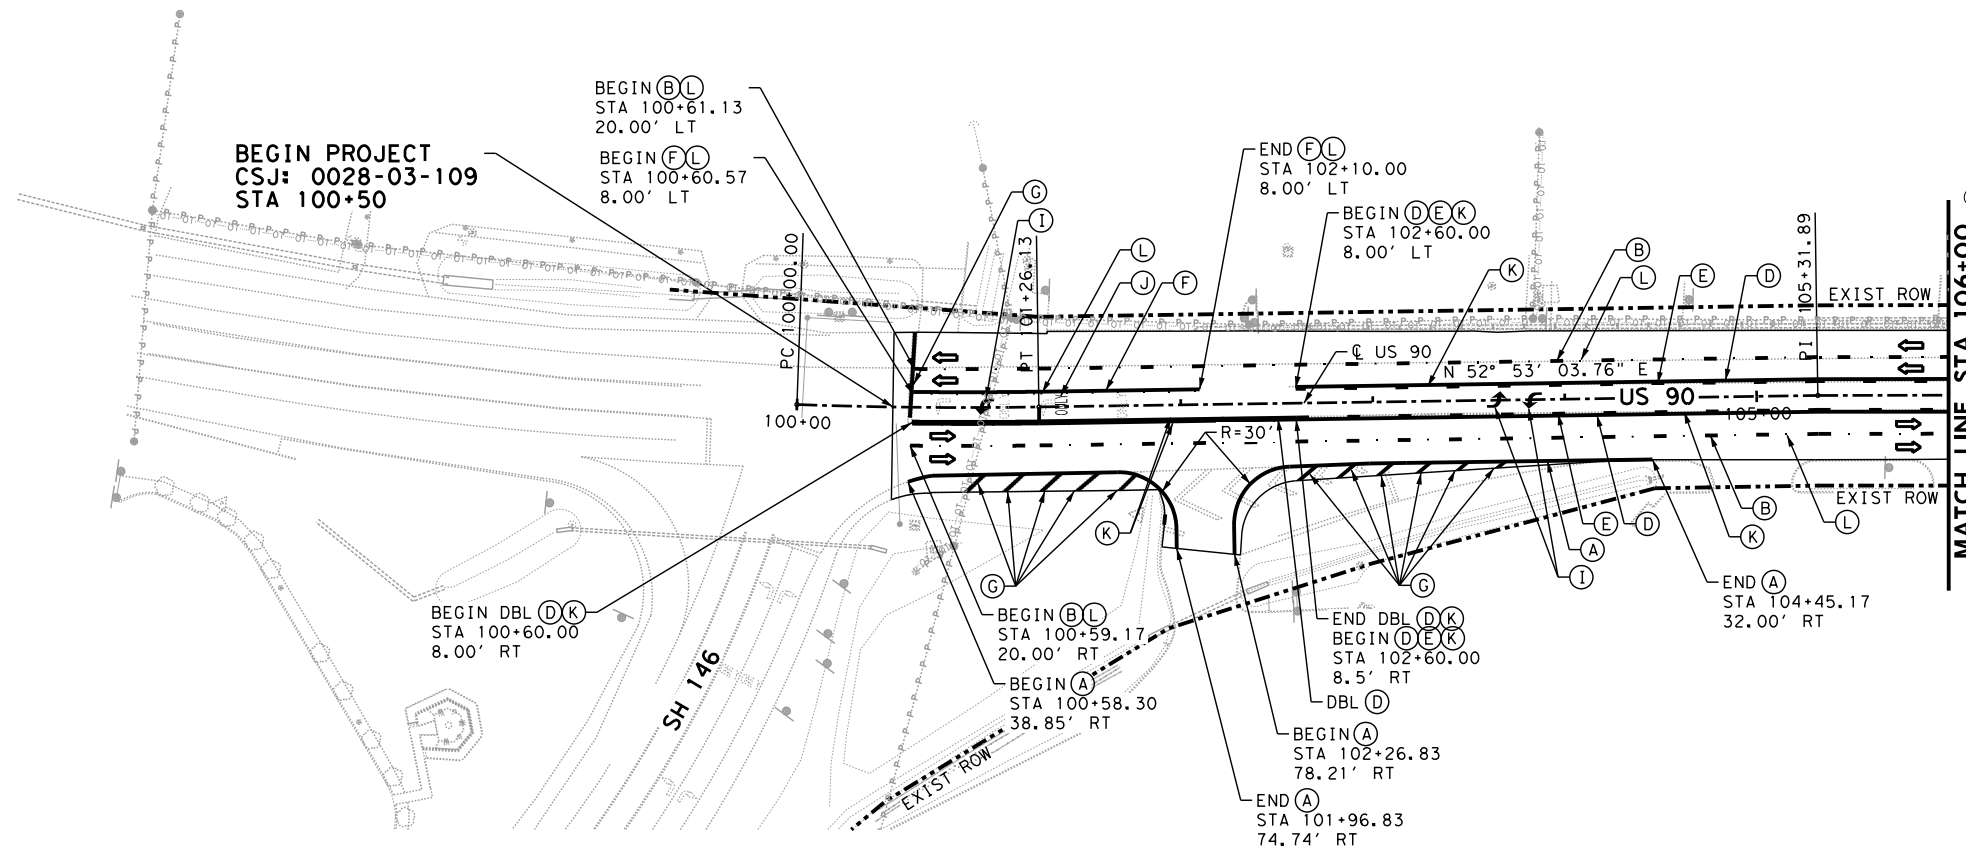 BEGIN (B)(L)
STA 100+61.13
20.00' LT
BEGIN PROJECT
CSJ: 0028-03-109
STA 100+50
BEGIN (F)(L)
STA 100+60.57
8.00' LT
END (F)(L)
STA 102+10.00
8.00' LT
BEGIN (D)(E)(K)
STA 102+60.00
8.00' LT
G
I
L
J
F
K
B
L
E
D
PT 101+26.13
PI 105+31.89
EXIST ROW
℄ US 90
N 52° 53' 03.76" E
US 90
105+00
100+00
ONLY
R=30'
EXIST ROW
MATCH LINE STA 106+00
K
G
G
E
D
A
I
B
K
L
BEGIN DBL (D)(K)
STA 100+60.00
8.00' RT
BEGIN (B)(L)
STA 100+59.17
20.00' RT
BEGIN (A)
STA 100+58.30
38.85' RT
END DBL (D)(K)
BEGIN (D)(E)(K)
STA 102+60.00
8.5' RT
DBL (D)
END (A)
STA 104+45.17
32.00' RT
BEGIN (A)
STA 102+26.83
78.21' RT
END (A)
STA 101+96.83
74.74' RT
SH 146
EXIST ROW